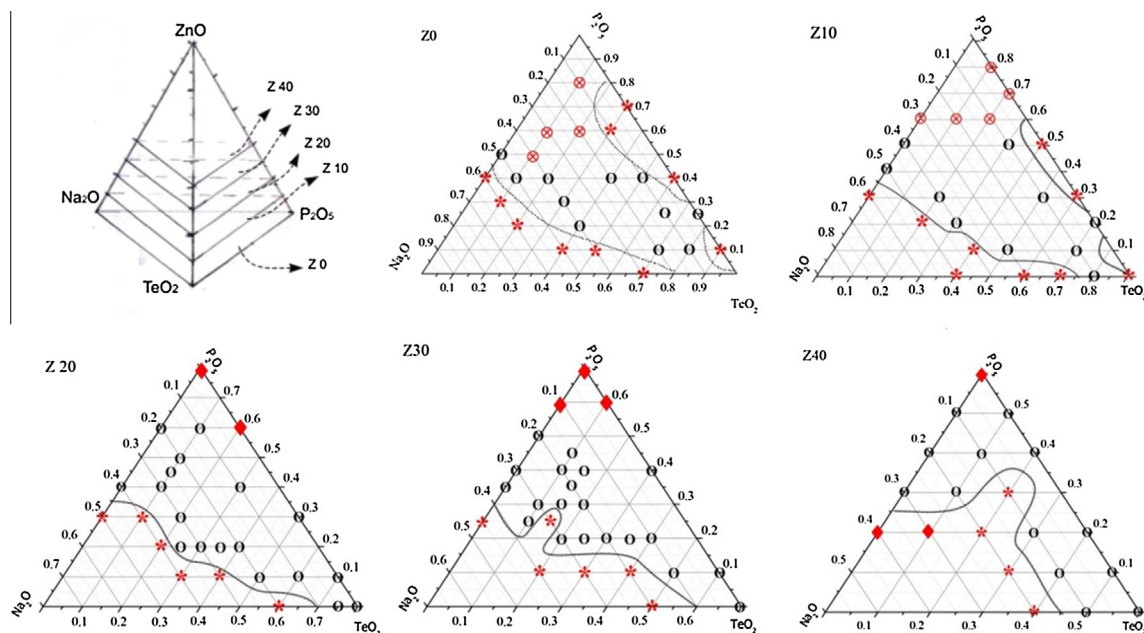 ZnO
Z 40
Z 30
Z 20
Z 10
Na₂O
P₂O₅
Z 0
TeO₂
Z0
P₂O₅
0.1 0.2 0.3 0.4 0.5 0.6 0.7 0.8 0.9
0.9 0.8 0.7 0.6 0.5 0.4 0.3 0.2 0.1
Na₂O
0.1 0.2 0.3 0.4 0.5 0.6 0.7 0.8 0.9
TeO₂
Z10
P₂O₅
0.1 0.2 0.3 0.4 0.5 0.6 0.7 0.8
0.8 0.7 0.6 0.5 0.4 0.3 0.2 0.1
Na₂O
0.1 0.2 0.3 0.4 0.5 0.6 0.7 0.8
TeO₂
Z 20
P₂O₅
0.1 0.2 0.3 0.4 0.5 0.6 0.7
0.7 0.6 0.5 0.4 0.3 0.2 0.1
Na₂O
0.1 0.2 0.3 0.4 0.5 0.6 0.7
TeO₂
Z30
P₂O₅
0.1 0.2 0.3 0.4 0.5 0.6
0.6 0.5 0.4 0.3 0.2 0.1
Na₂O
0.1 0.2 0.3 0.4 0.5 0.6
TeO₂
Z40
P₂O₅
0.1 0.2 0.3 0.4 0.5
0.5 0.4 0.3 0.2 0.1
Na₂O
0.1 0.2 0.3 0.4 0.5
TeO₂